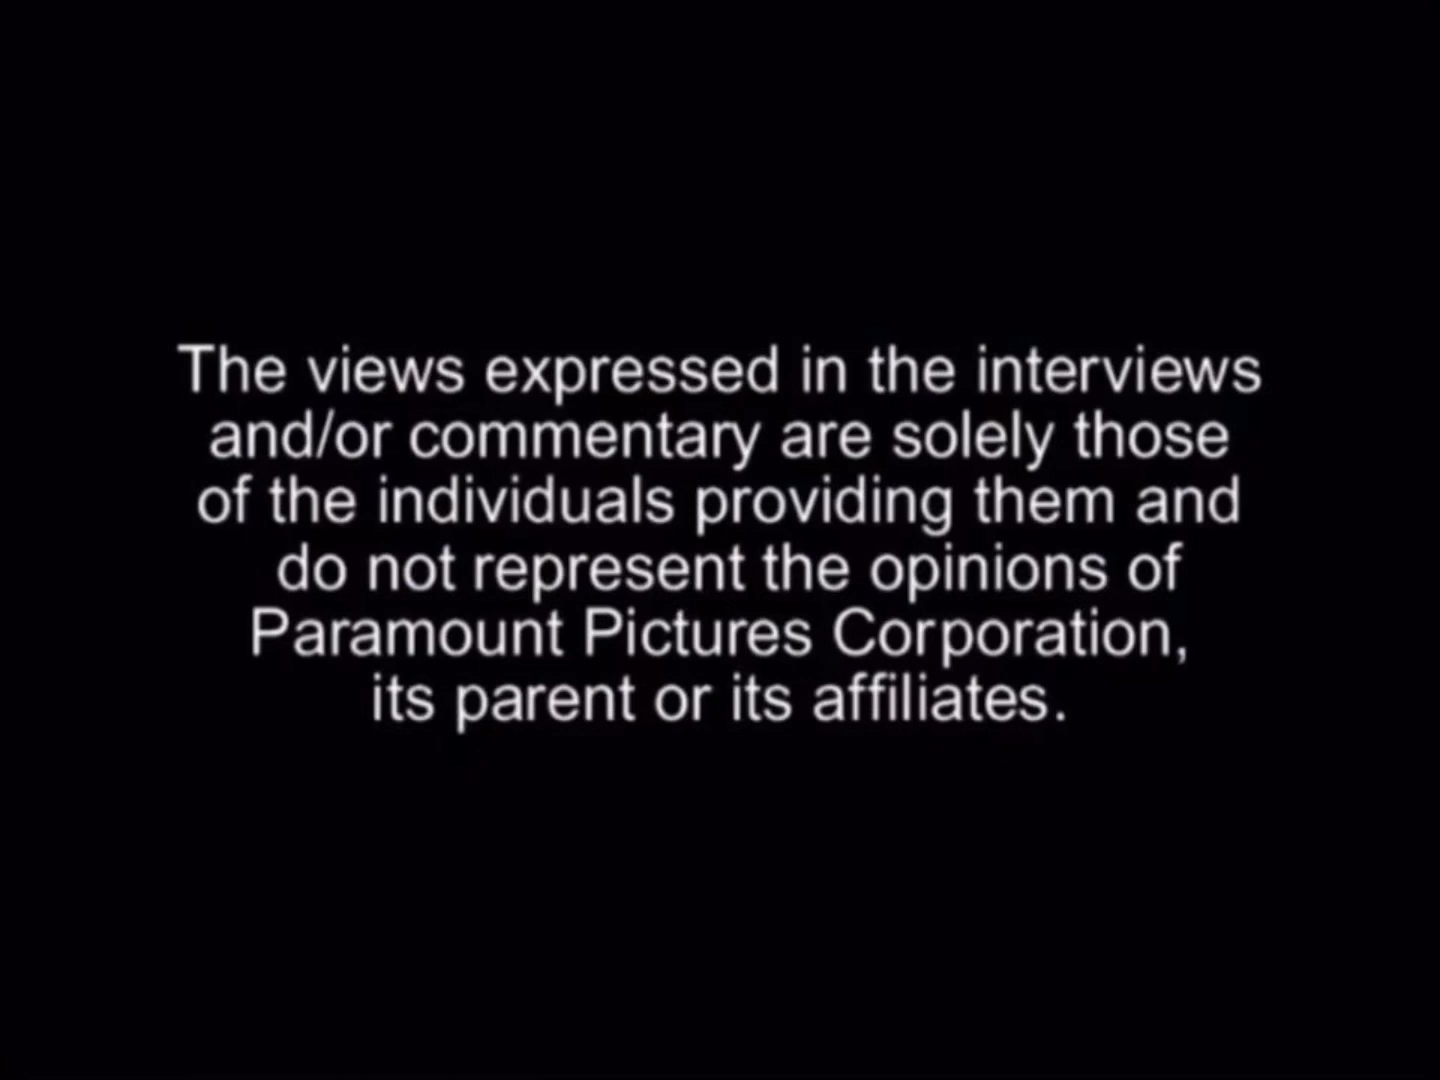 The views expressed in the interviews
and/or commentary are solely those
of the individuals providing them and
do not represent the opinions of
Paramount Pictures Corporation,
its parent or its affiliates.